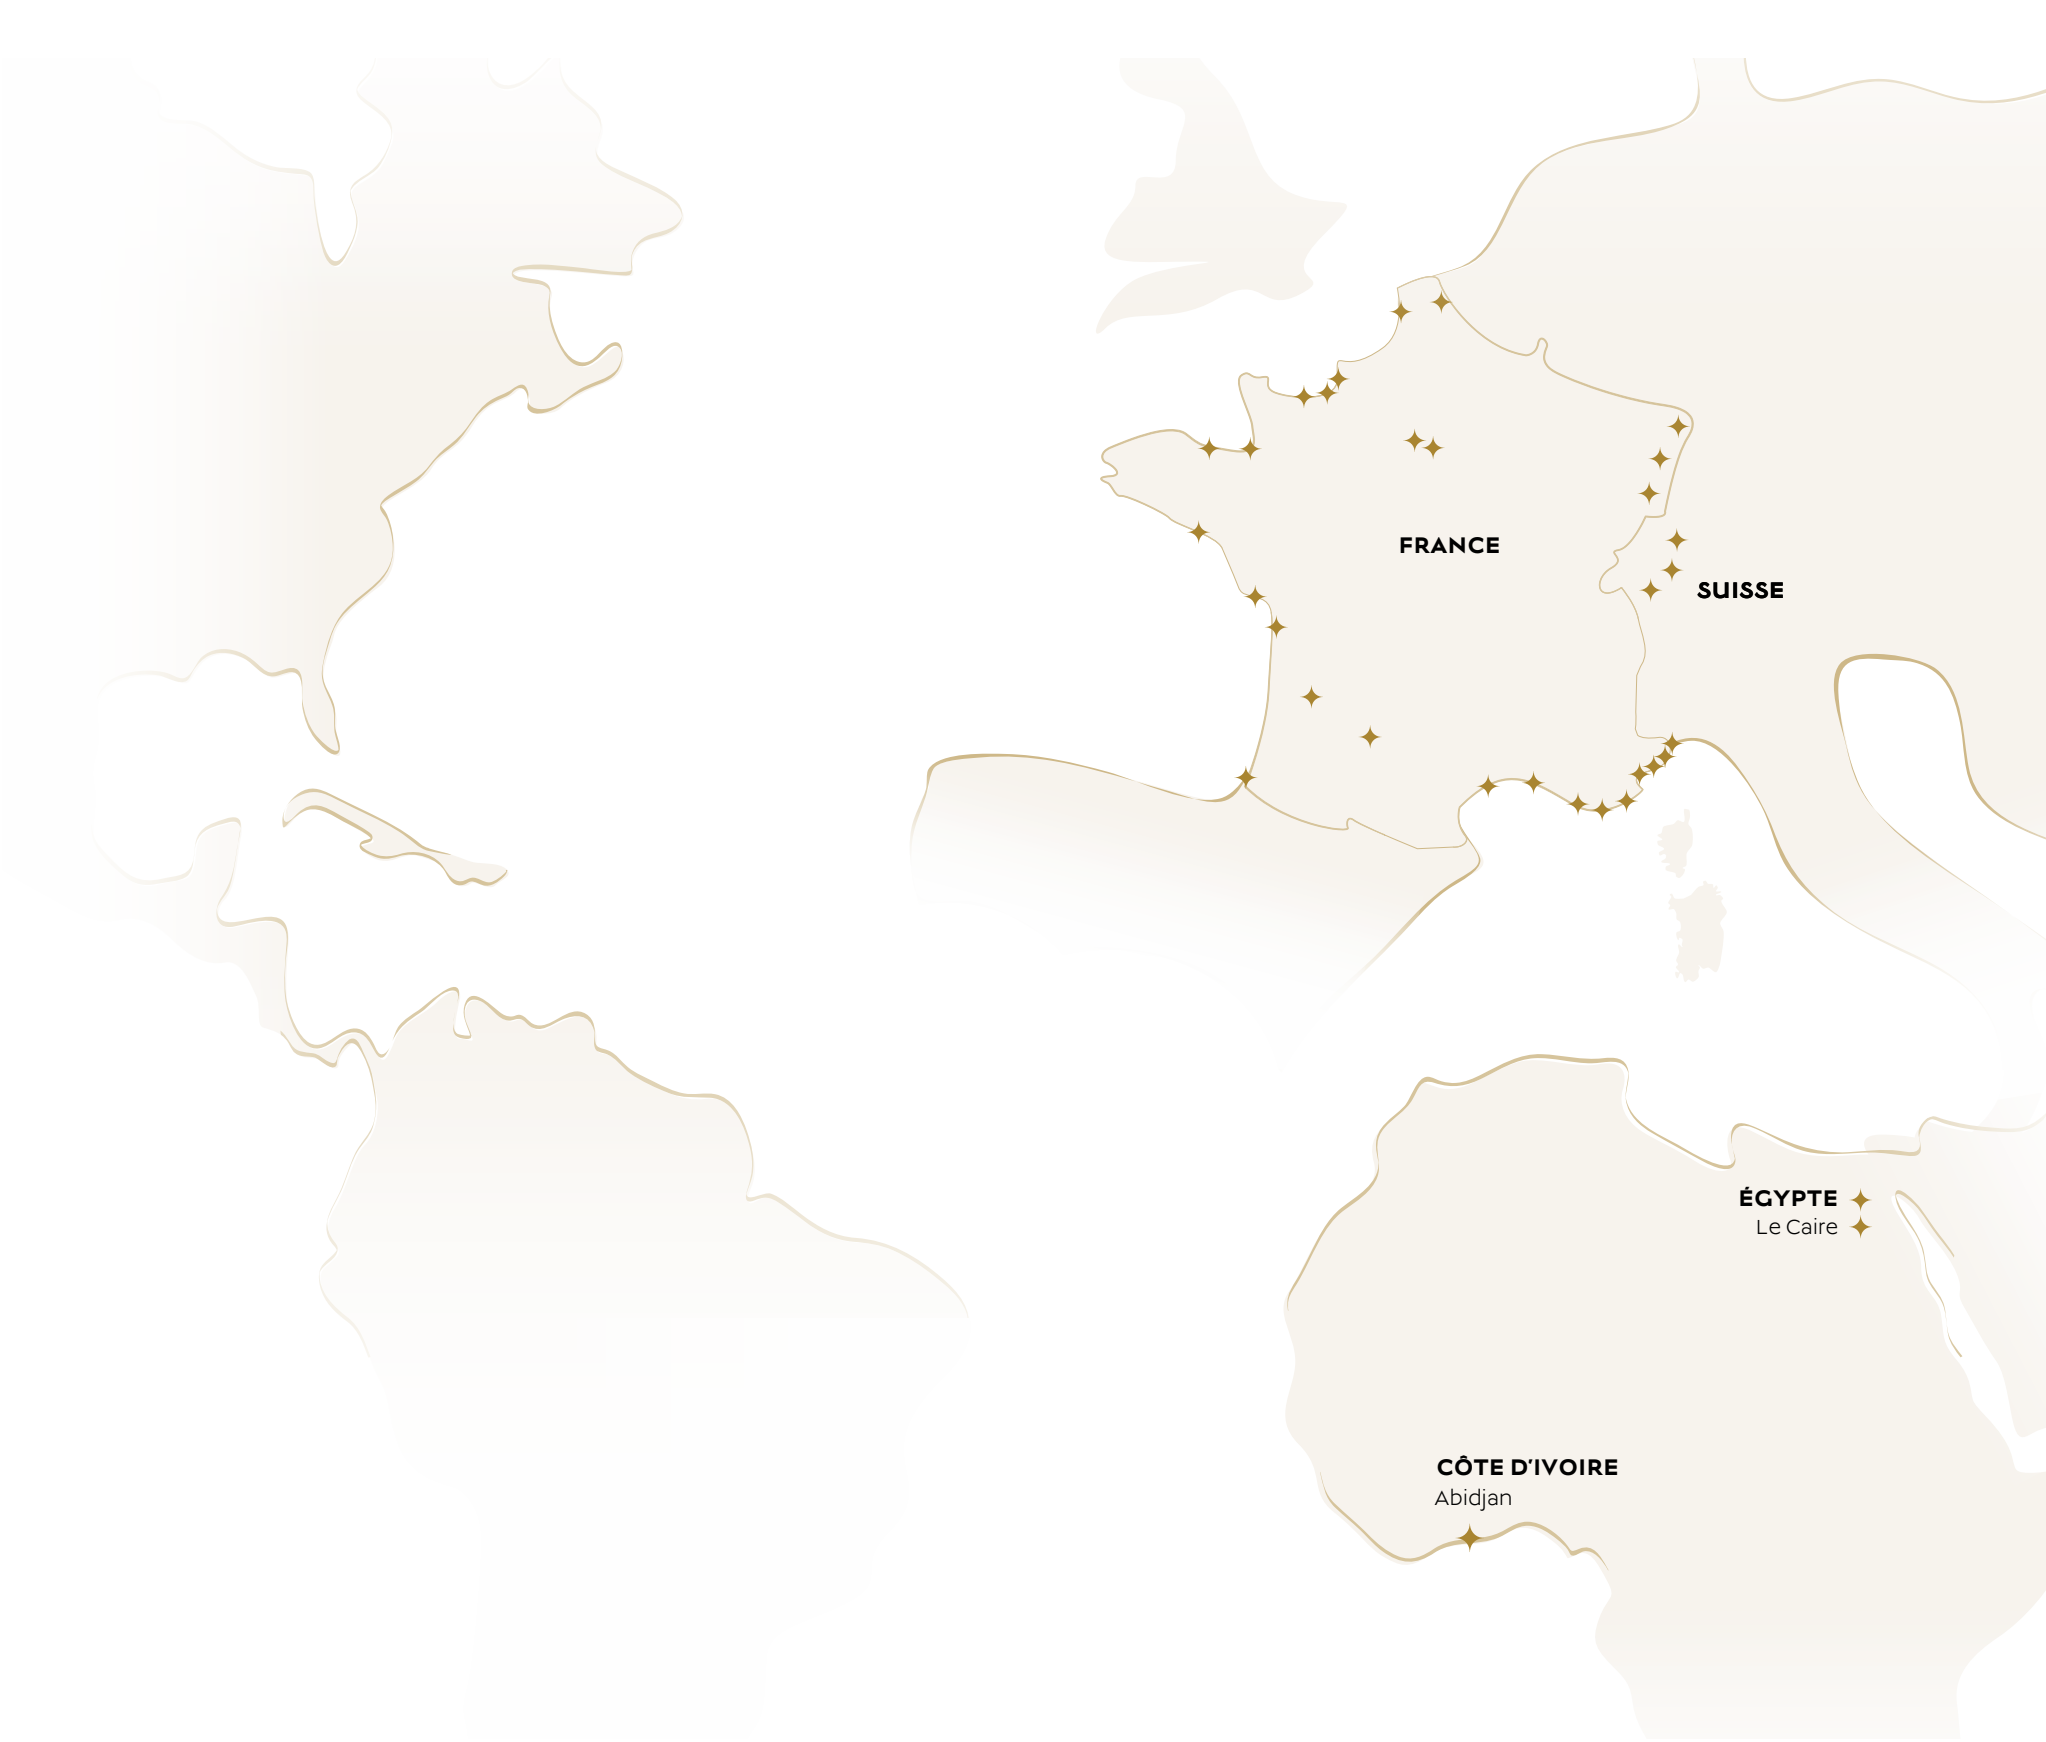 FRANCE
SUISSE
ÉGYPTE
Le Caire
CÔTE D'IVOIRE
Abidjan